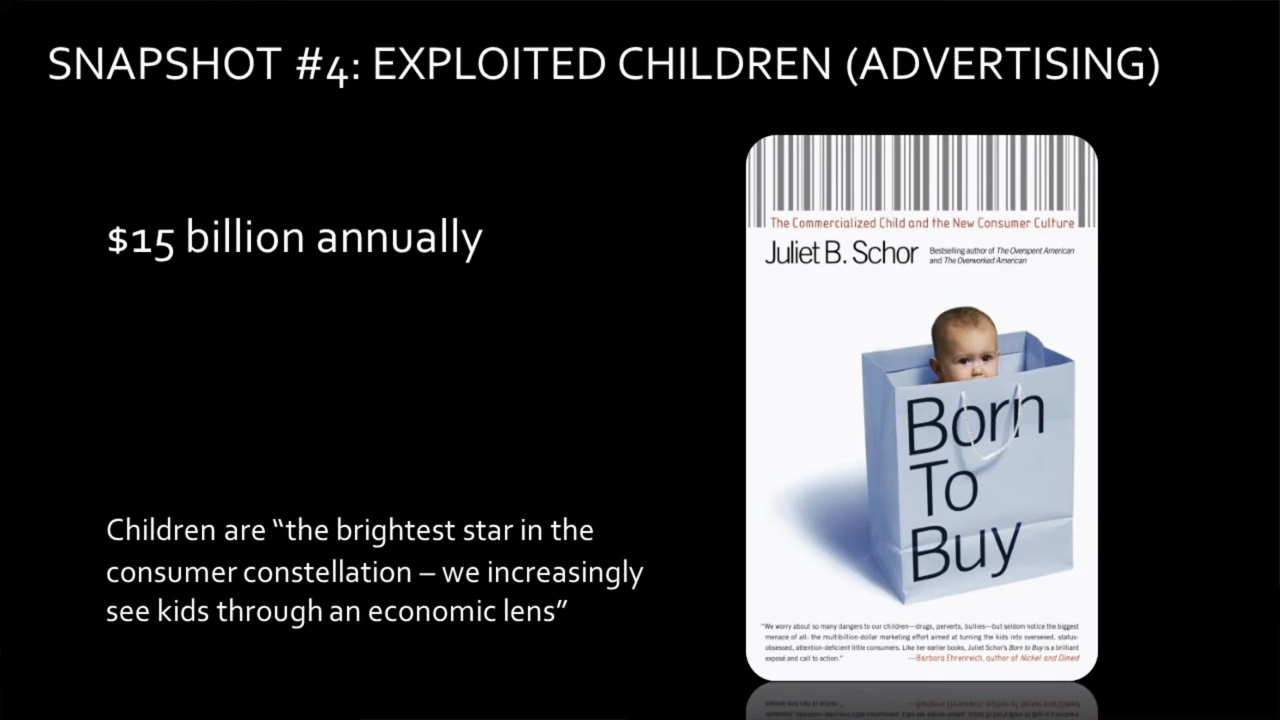 SNAPSHOT #4: EXPLOITED CHILDREN (ADVERTISING)
$15 billion annually
Children are “the brightest star in the
consumer constellation – we increasingly
see kids through an economic lens”
The Commercialized Child and the New Consumer Culture
Juliet B. Schor
Bestselling author of The Overspent American
and The Overworked American
Born
To
Buy
"We worry about so many dangers to our children—drugs, perverts, bullies—but seldom notice the biggest
menace of all: the multibillion-dollar marketing effort aimed at turning the kids into oversexed, status-
obsessed, attention-deficient little consumers. Like her earlier books, Juliet Schor's Born to Buy is a brilliant
exposé and call to action."
—Barbara Ehrenreich, author of Nickel and Dimed